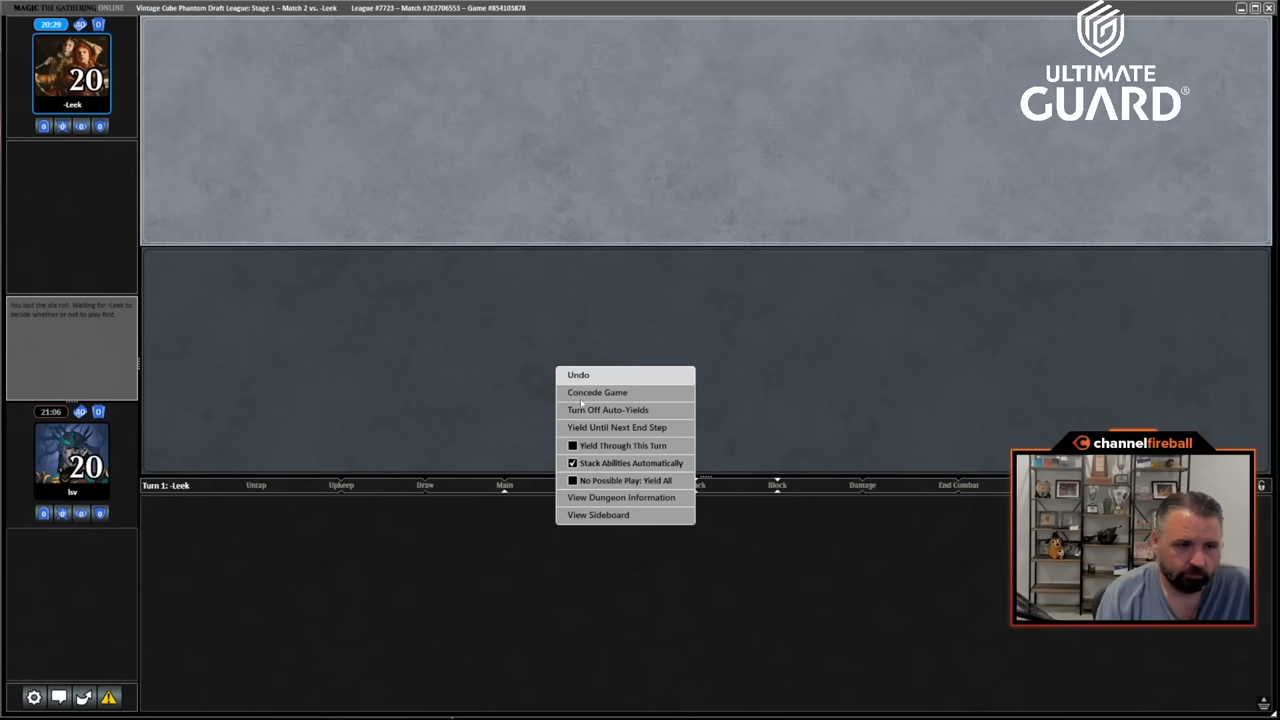 MAGIC THE GATHERING ONLINE
Vintage Cube Phantom Draft League: Stage 1 – Match 2 vs. -Leek
League #7723 – Match #262706553 – Game #854103878
20:29
40
0
20
-Leek
0
0
0
0
ULTIMATE
GUARD®
You lost the die roll. Waiting for -Leek to
decide whether or not to play first.
21:06
40
0
20
lsv
0
0
0
0
Undo
Concede Game
Turn Off Auto-Yields
Yield Until Next End Step
Yield Through This Turn
Stack Abilities Automatically
No Possible Play: Yield All
View Dungeon Information
View Sideboard
Turn 1: -Leek
Untap
Upkeep
Draw
Main
Block
Damage
End Combat
channelfireball